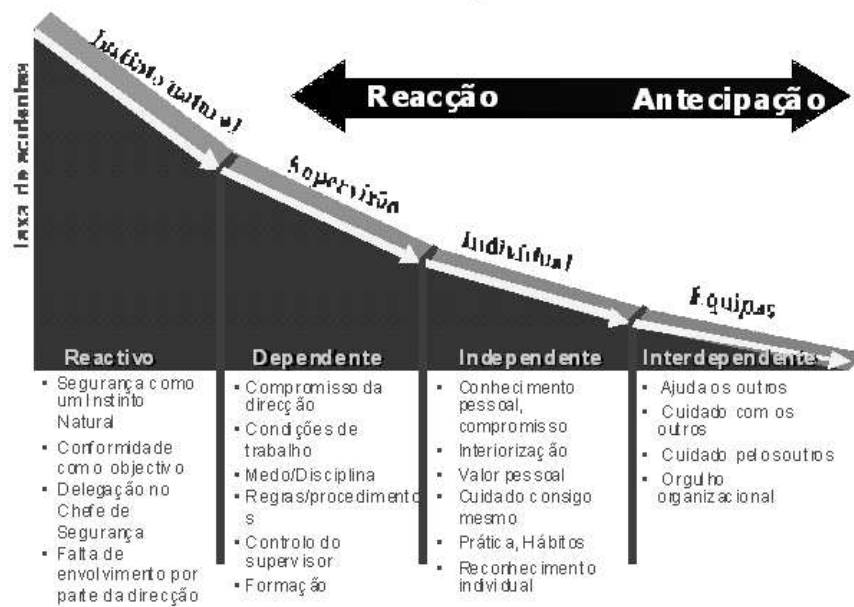 Reacção
Antecipação
Taxa de acidentes
Instinto natural
Supervisão
Individual
Equipas
Reactivo
▪ Segurança como
um Instinto
Natural
▪ Conformidade
como objectivo
▪ Delegação no
Chefe de
Segurança
▪ Falta de
envolvimento por
parte da direcção
Dependente
▪ Compromisso da
direcção
▪ Condições de
trabalho
▪ Medo/Disciplina
▪ Regras/procedimento
s
▪ Controlo do
supervisor
▪ Formação
Independente
▪ Conhecimento
pessoal,
compromisso
▪ Interiorização
▪ Valor pessoal
▪ Cuidado consigo
mesmo
▪ Prática, Hábitos
▪ Reconhecimento
individual
Interdependente
▪ Ajuda os outros
▪ Cuidado com os
outros
▪ Cuidado pelos outros
▪ Orgulho
organizacional